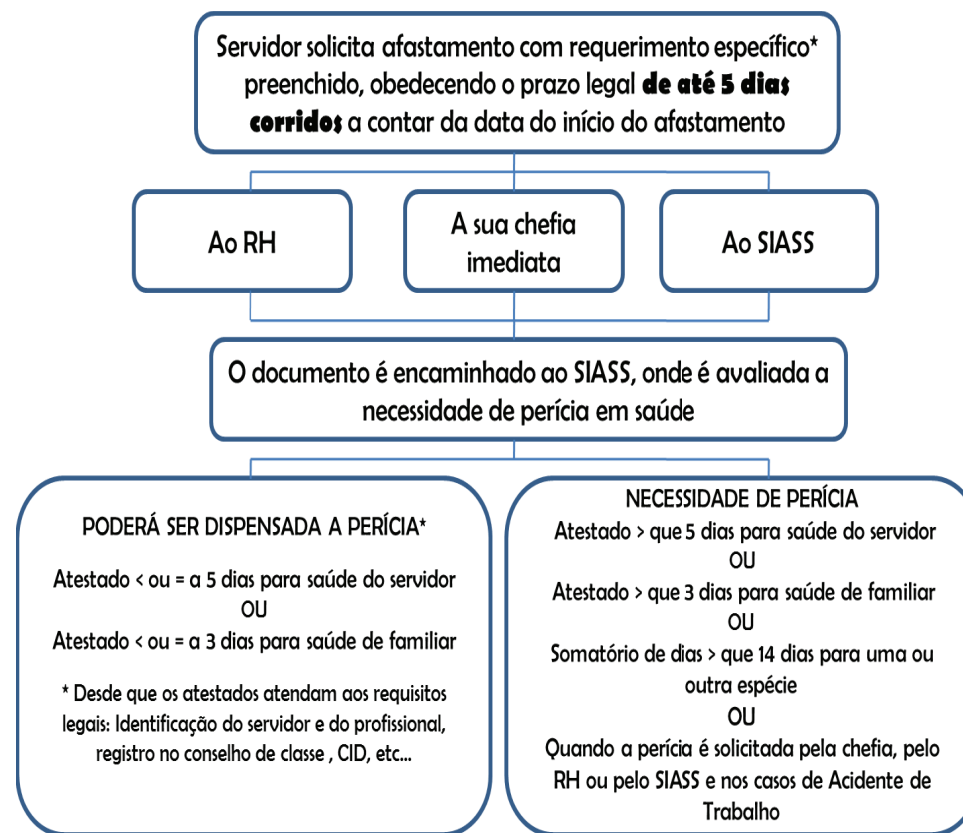 Servidor solicita afastamento com requerimento específico*
preenchido, obedecendo o prazo legal de até 5 dias
corridos a contar da data do início do afastamento
Ao RH
A sua chefia
imediata
Ao SIASS
O documento é encaminhado ao SIASS, onde é avaliada a
necessidade de perícia em saúde
PODERÁ SER DISPENSADA A PERÍCIA*
Atestado < ou = a 5 dias para saúde do servidor
OU
Atestado < ou = a 3 dias para saúde de familiar
* Desde que os atestados atendam aos requisitos
legais: Identificação do servidor e do profissional,
registro no conselho de classe , CID, etc...
NECESSIDADE DE PERÍCIA
Atestado > que 5 dias para saúde do servidor
OU
Atestado > que 3 dias para saúde de familiar
OU
Somatório de dias > que 14 dias para uma ou
outra espécie
OU
Quando a perícia é solicitada pela chefia, pelo
RH ou pelo SIASS e nos casos de Acidente de
Trabalho